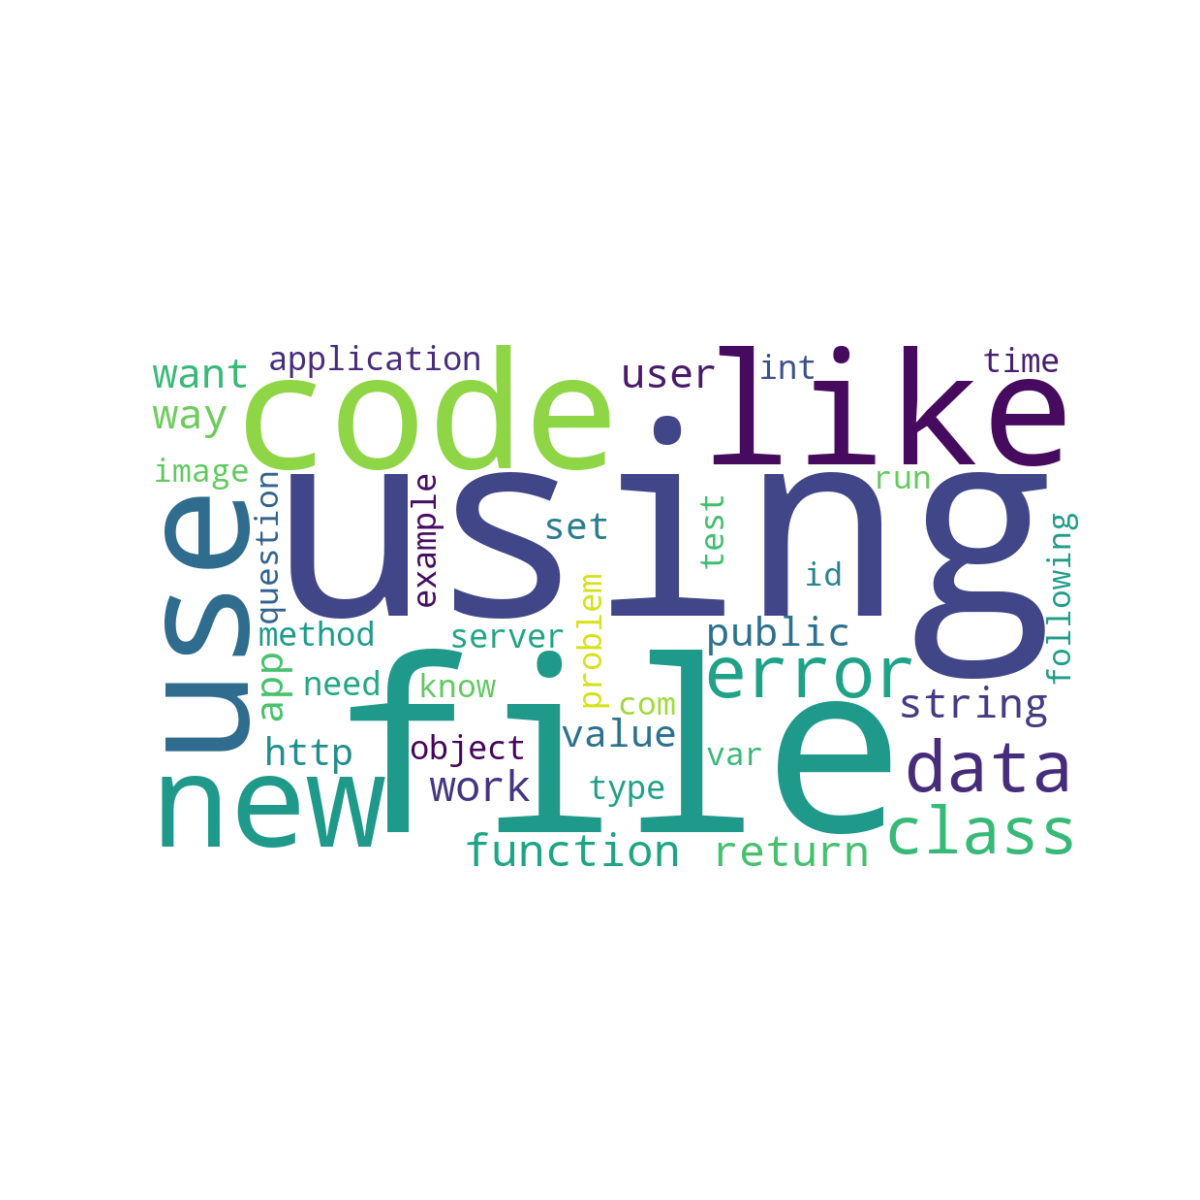 application
want
code
user
like
int
time
way
image
use
question
using
example
set
test
run
id
following
method
server
problem
public
app
need
know
file
com
error
string
http
object
value
var
data
new
work
type
class
function
return